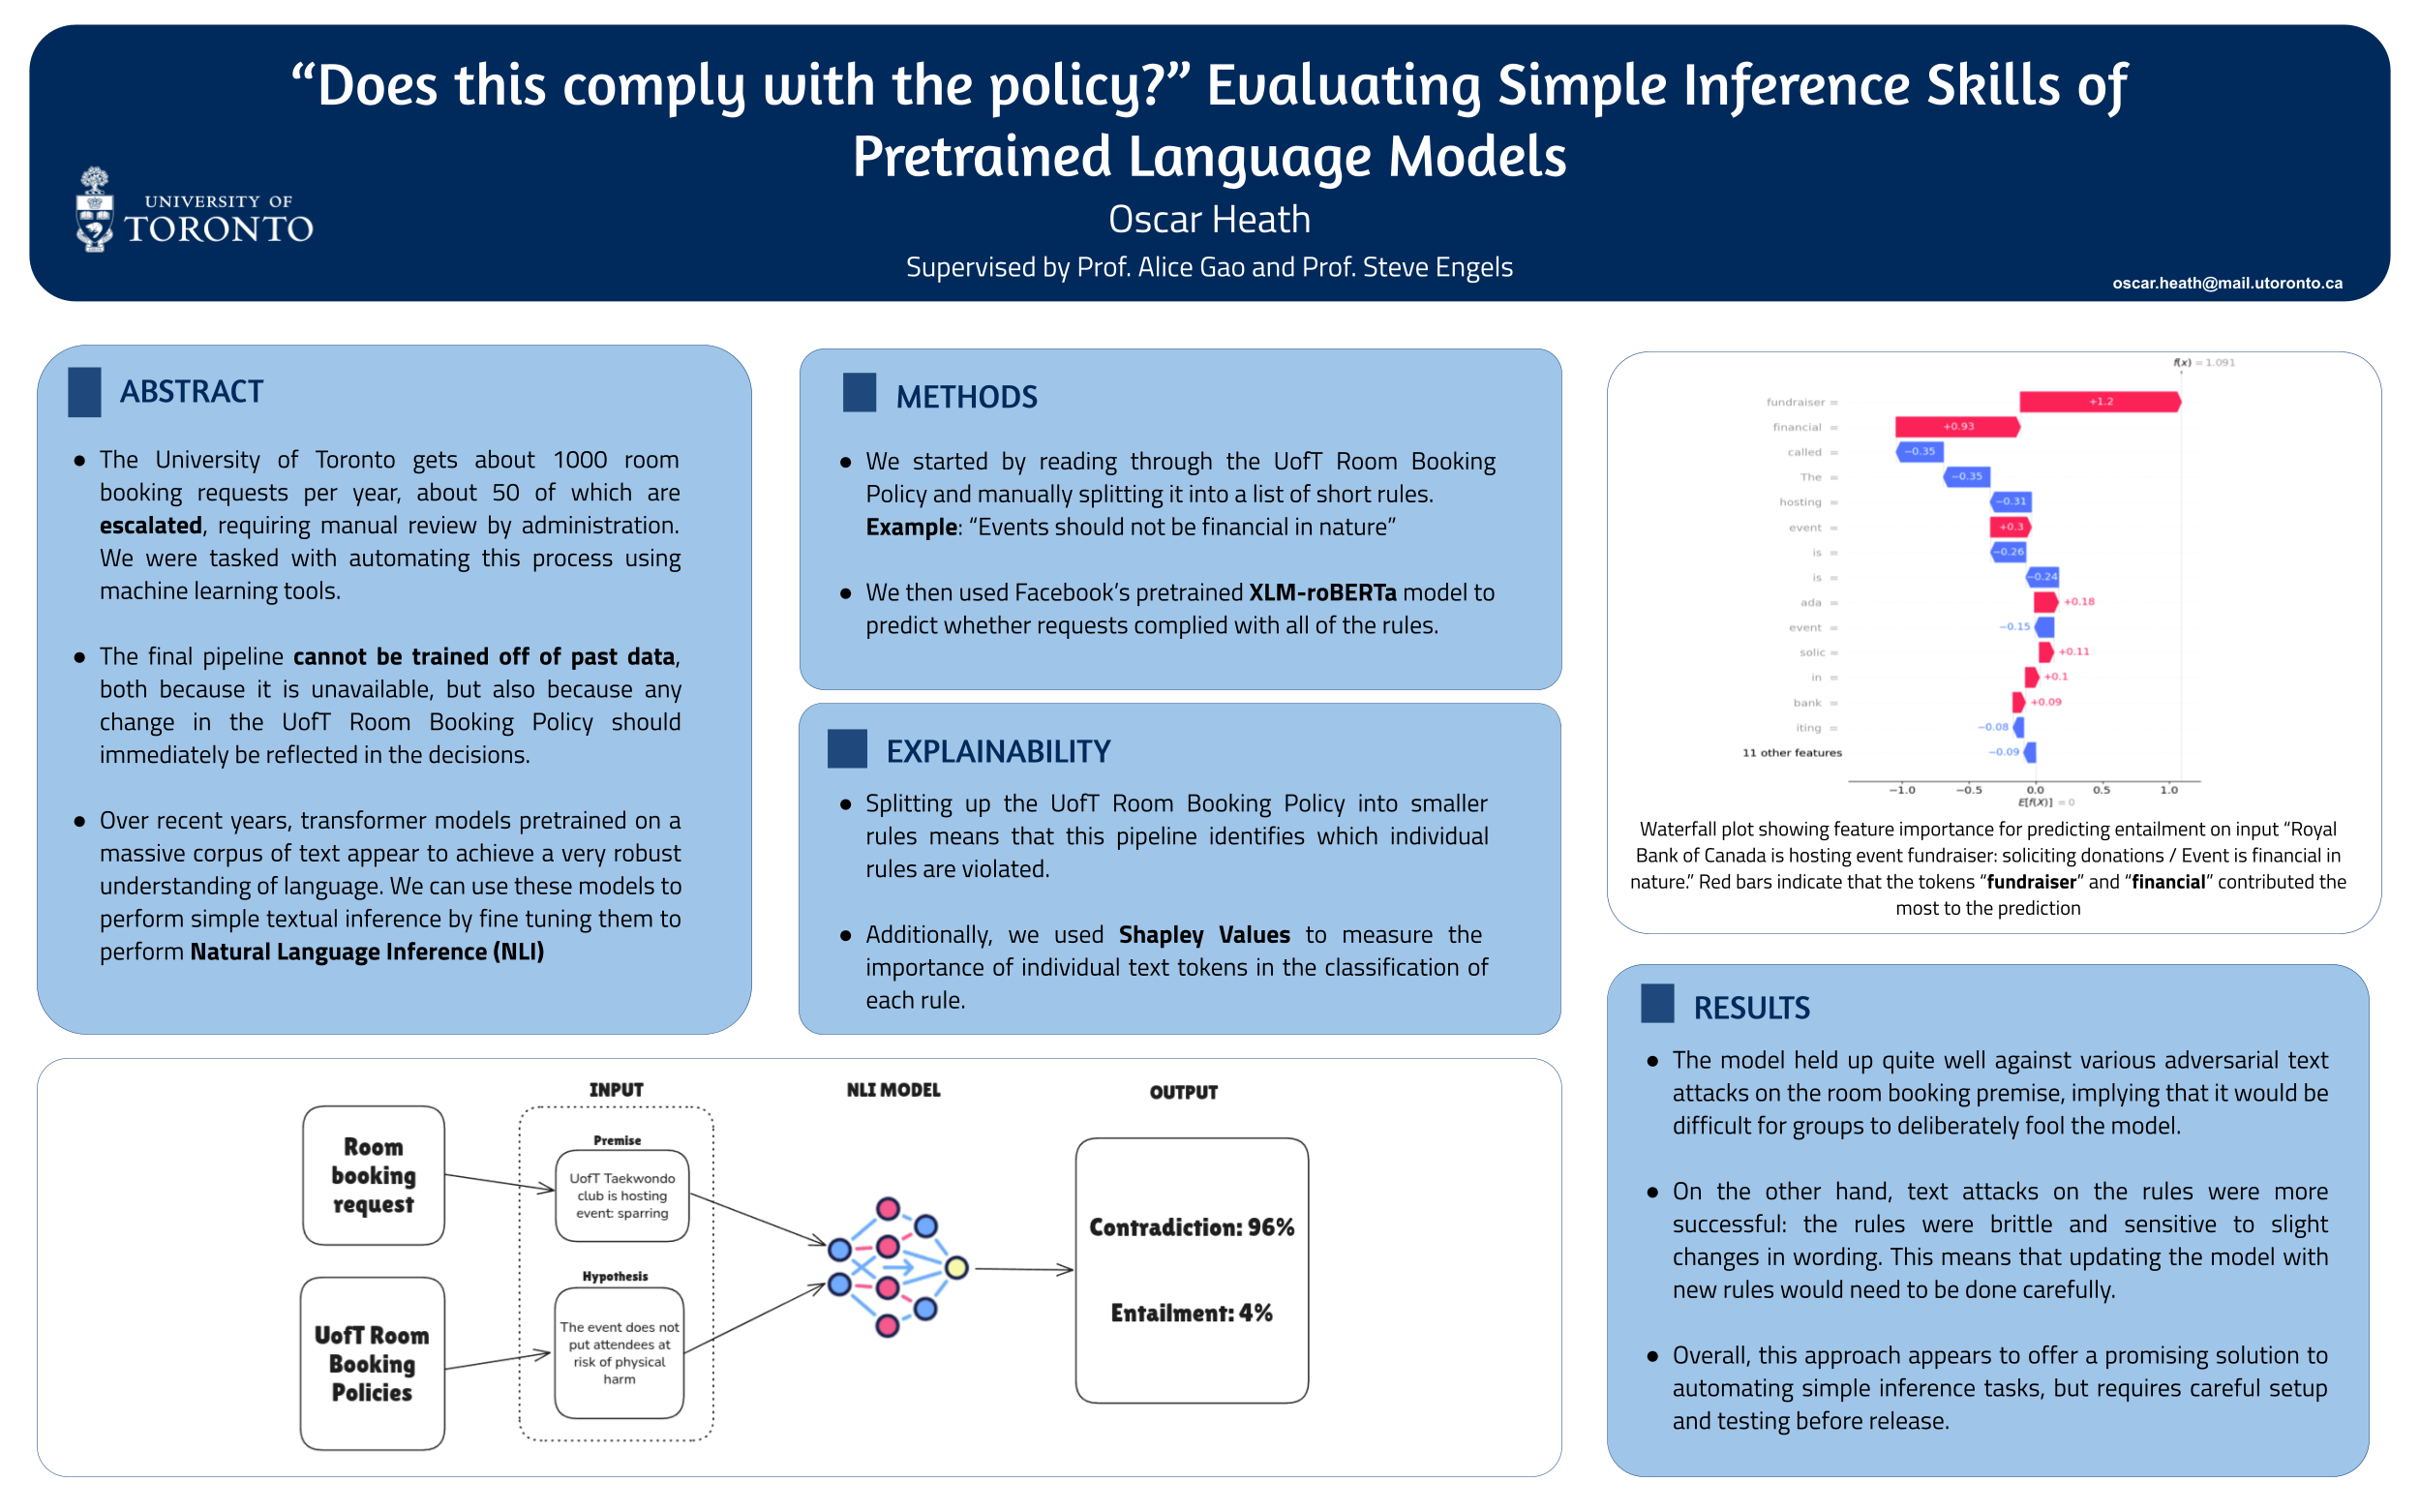 “Does this comply with the policy?” Evaluating Simple Inference Skills of
Pretrained Language Models
Oscar Heath
Supervised by Prof. Alice Gao and Prof. Steve Engels
oscar.heath@mail.utoronto.ca
UNIVERSITY OF
TORONTO
ABSTRACT
● The University of Toronto gets about 1000 room
booking requests per year, about 50 of which are
escalated, requiring manual review by administration.
We were tasked with automating this process using
machine learning tools.
● The final pipeline cannot be trained off of past data,
both because it is unavailable, but also because any
change in the UofT Room Booking Policy should
immediately be reflected in the decisions.
● Over recent years, transformer models pretrained on a
massive corpus of text appear to achieve a very robust
understanding of language. We can use these models to
perform simple textual inference by fine tuning them to
perform Natural Language Inference (NLI)
METHODS
● We started by reading through the UofT Room Booking
Policy and manually splitting it into a list of short rules.
Example: “Events should not be financial in nature”
● We then used Facebook’s pretrained XLM-roBERTa model to
predict whether requests complied with all of the rules.
EXPLAINABILITY
● Splitting up the UofT Room Booking Policy into smaller
rules means that this pipeline identifies which individual
rules are violated.
● Additionally, we used Shapley Values to measure the
importance of individual text tokens in the classification of
each rule.
INPUT
NLI MODEL
OUTPUT
Room
booking
request
UofT Room
Booking
Policies
Premise
UofT Taekwondo
club is hosting
event: sparring
Hypothesis
The event does not
put attendees at
risk of physical
harm
Contradiction: 96%
Entailment: 4%
f(x) = 1.091
fundraiser = +1.2
financial = +0.93
called = −0.35
The = −0.35
hosting = −0.31
event = +0.3
is = −0.26
is = −0.24
ada = +0.18
event = −0.15
solic = +0.11
in = +0.1
bank = +0.09
iting = −0.08
11 other features −0.09
−1.0 −0.5 0.0 0.5 1.0
E[f(X)] = 0
Waterfall plot showing feature importance for predicting entailment on input “Royal
Bank of Canada is hosting event fundraiser: soliciting donations / Event is financial in
nature.” Red bars indicate that the tokens “fundraiser” and “financial” contributed the
most to the prediction
RESULTS
● The model held up quite well against various adversarial text
attacks on the room booking premise, implying that it would be
difficult for groups to deliberately fool the model.
● On the other hand, text attacks on the rules were more
successful: the rules were brittle and sensitive to slight
changes in wording. This means that updating the model with
new rules would need to be done carefully.
● Overall, this approach appears to offer a promising solution to
automating simple inference tasks, but requires careful setup
and testing before release.